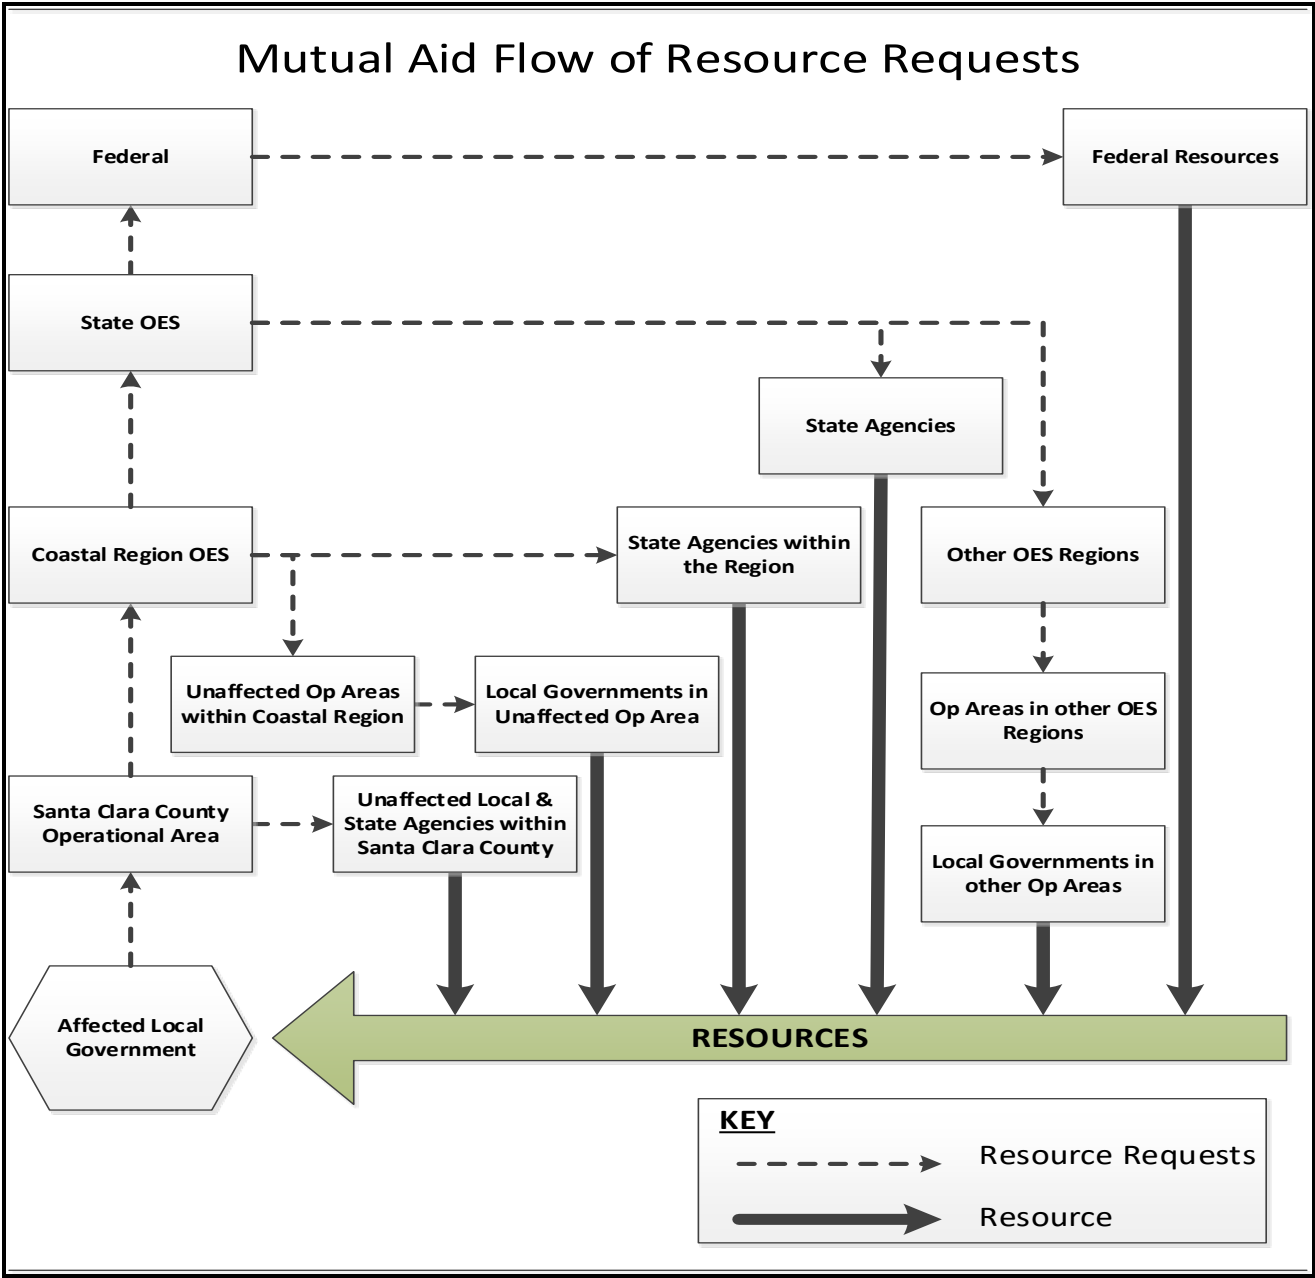 Mutual Aid Flow of Resource Requests
Federal
Federal Resources
State OES
State Agencies
Coastal Region OES
State Agencies within
the Region
Other OES Regions
Unaffected Op Areas
within Coastal Region
Local Governments in
Unaffected Op Area
Op Areas in other OES
Regions
Santa Clara County
Operational Area
Unaffected Local &
State Agencies within
Santa Clara County
Local Governments in
other Op Areas
Affected Local
Government
RESOURCES
KEY
Resource Requests
Resource